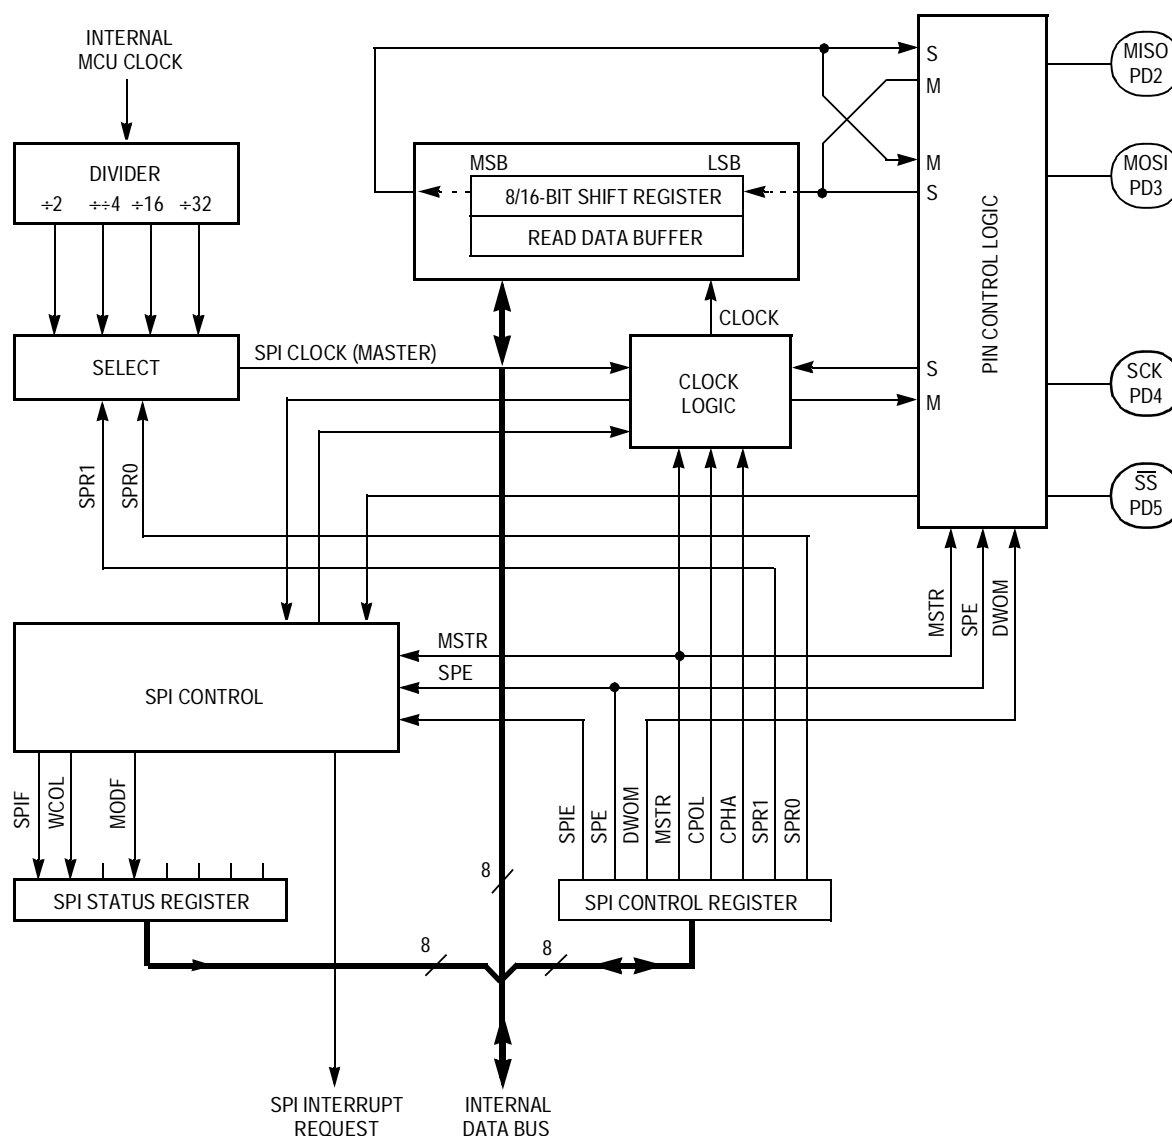 INTERNAL
MCU CLOCK
DIVIDER
÷2 ÷÷4 ÷16 ÷32
SELECT
SPI CLOCK (MASTER)
SPR1
SPR0
MSB LSB
8/16-BIT SHIFT REGISTER
READ DATA BUFFER
CLOCK
CLOCK
LOGIC
S
M
M
S
S
M
PIN CONTROL LOGIC
MISO
PD2
MOSI
PD3
SCK
PD4
SS
PD5
MSTR
SPE
DWOM
MSTR
SPE
SPI CONTROL
SPIF
WCOL
MODF
SPI STATUS REGISTER
SPIE
SPE
DWOM
MSTR
CPOL
CPHA
SPR1
SPR0
SPI CONTROL REGISTER
8
8
8
SPI INTERRUPT
REQUEST
INTERNAL
DATA BUS